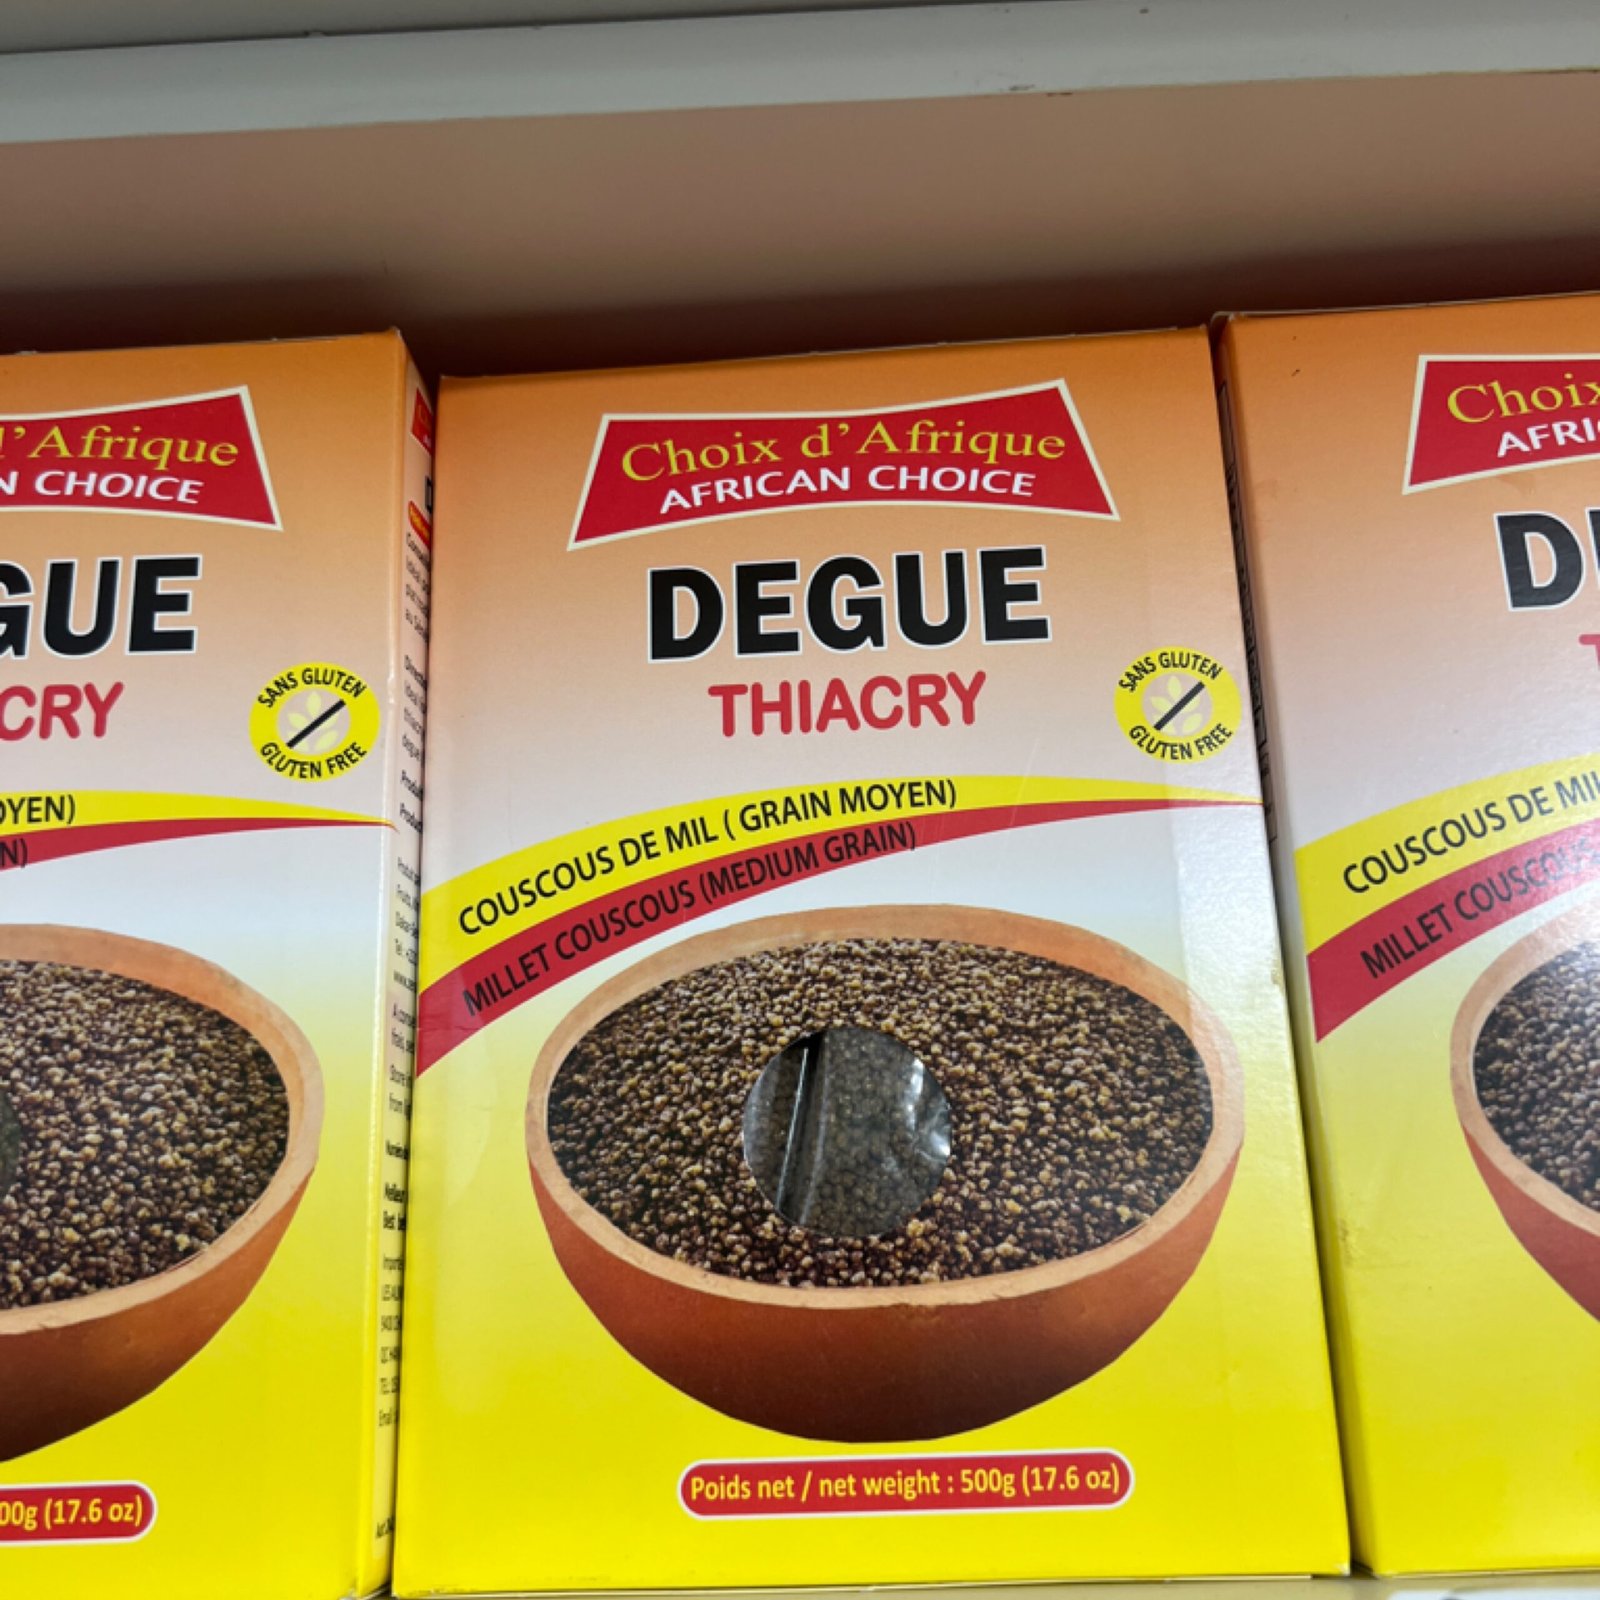 d'Afrique
N CHOICE
GUE
CRY
SANS GLUTEN
GLUTEN FREE
OYEN)
N)
00g (17.6 oz)
Choix d'Afrique
AFRICAN CHOICE
DEGUE
THIACRY
SANS GLUTEN
GLUTEN FREE
COUSCOUS DE MIL ( GRAIN MOYEN)
MILLET COUSCOUS (MEDIUM GRAIN)
Poids net / net weight : 500g (17.6 oz)
Choix
AFRI
D
COUSCOUS DE MIL
MILLET COUSCOUS